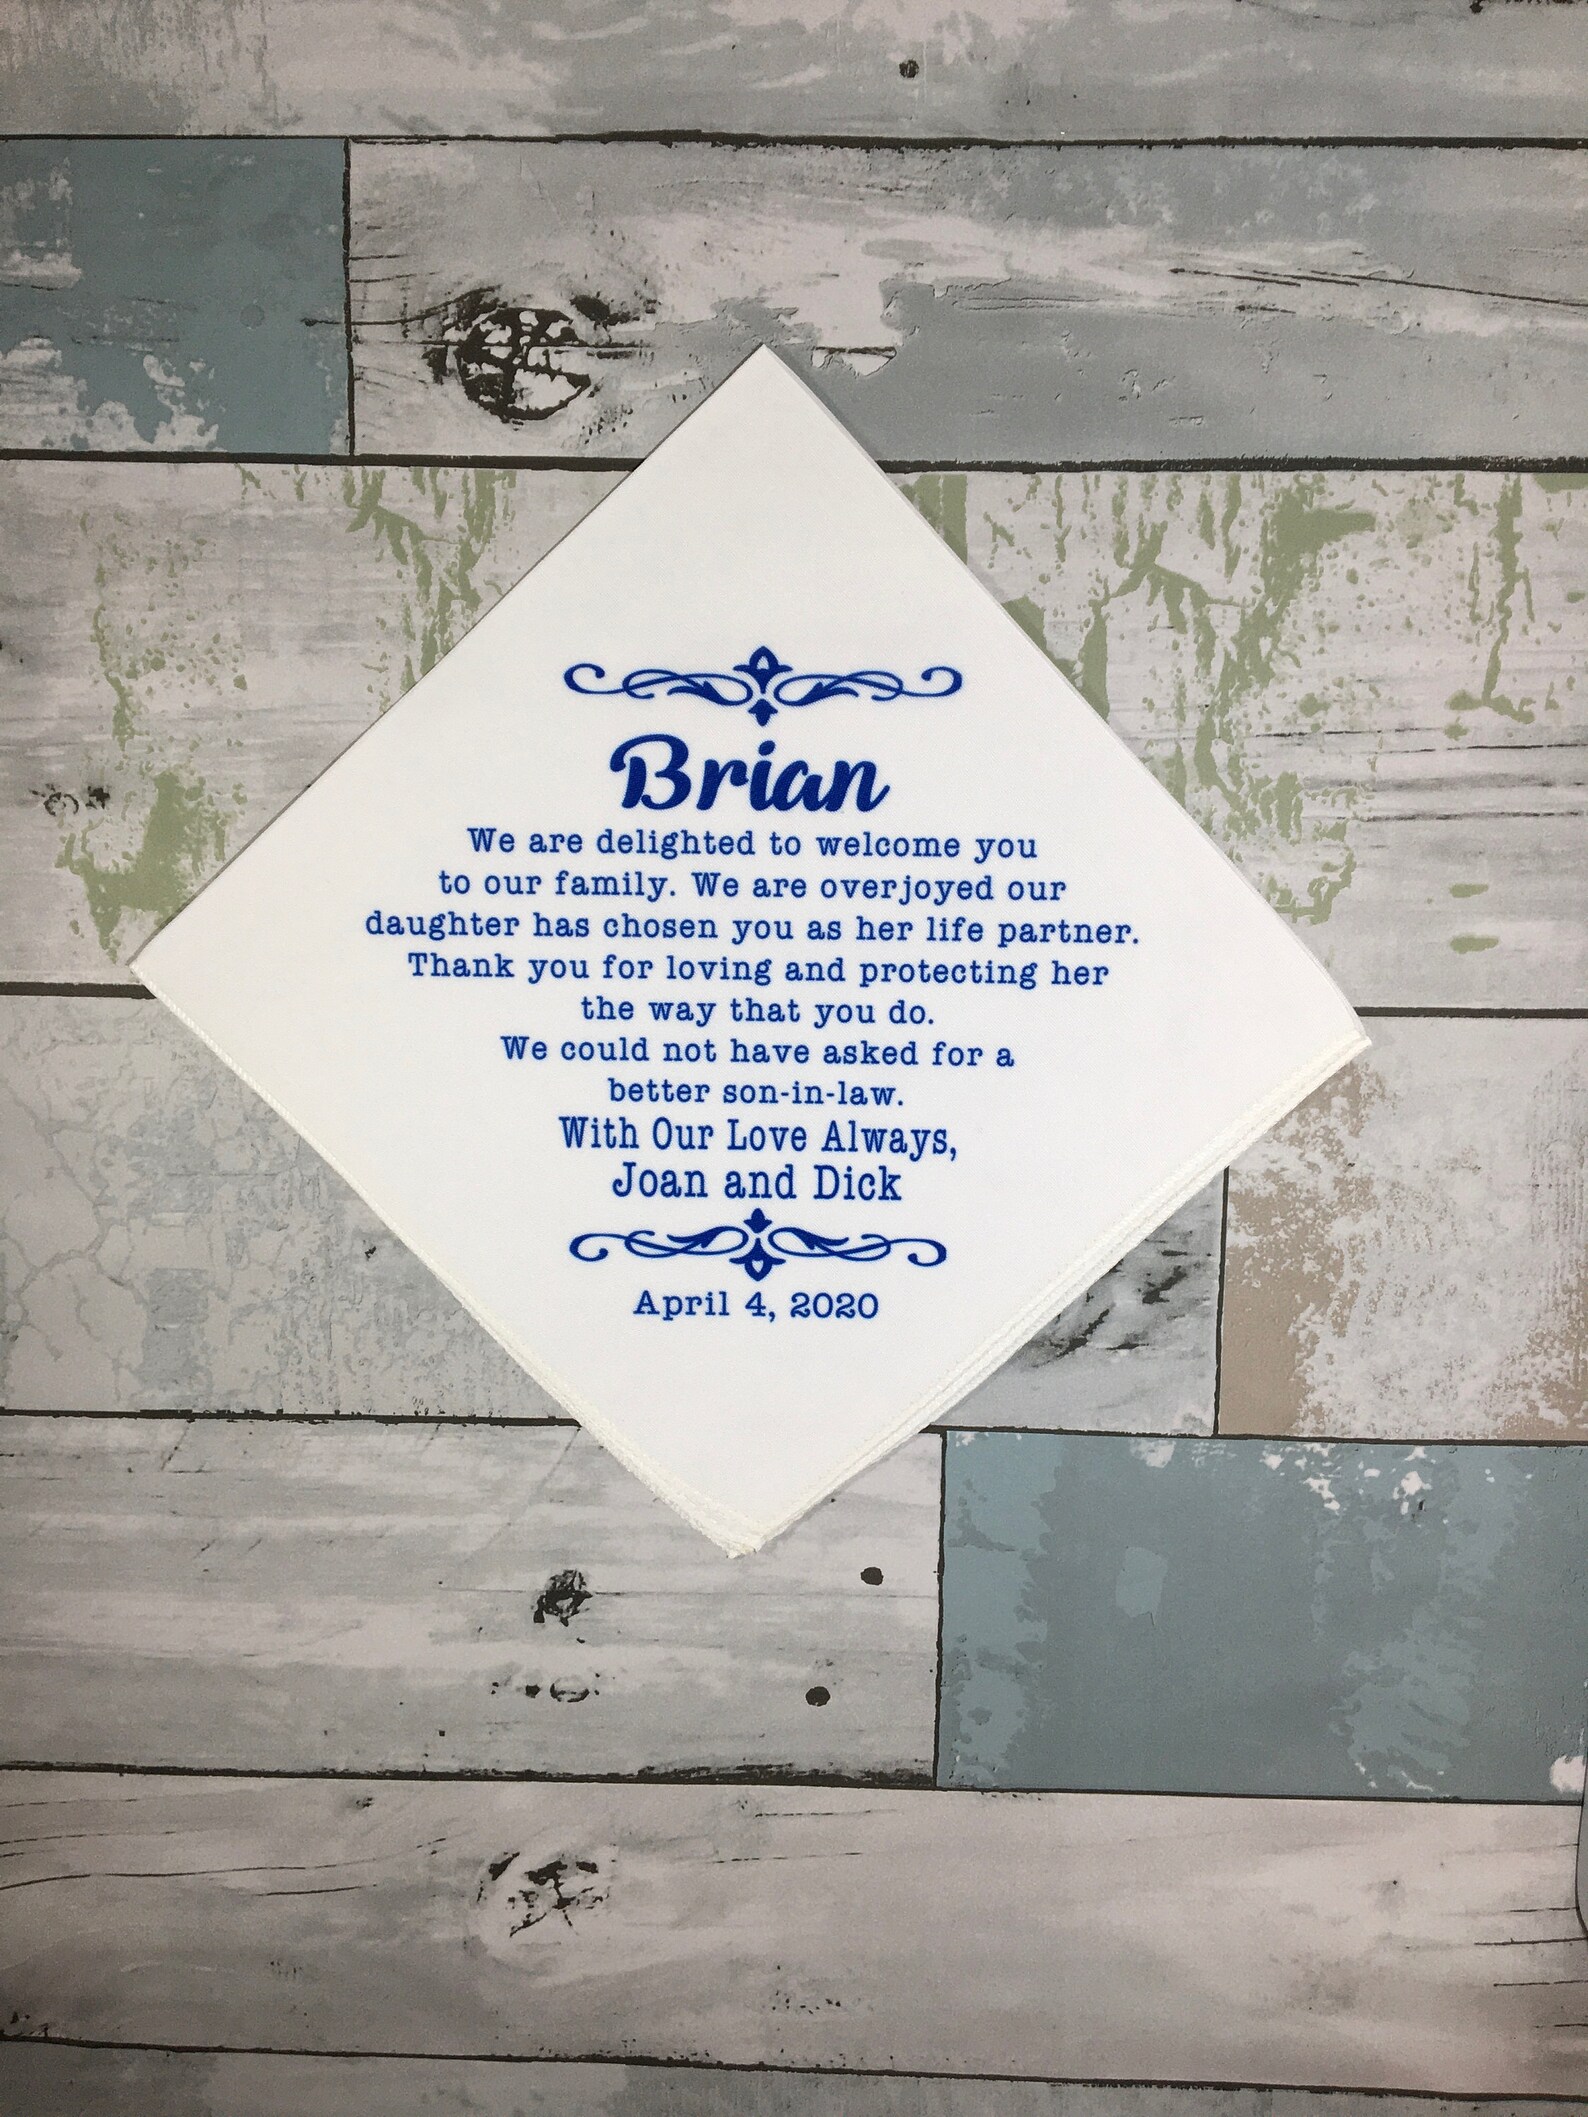 Brian
We are delighted to welcome you
to our family. We are overjoyed our
daughter has chosen you as her life partner.
Thank you for loving and protecting her
the way that you do.
We could not have asked for a
better son-in-law.
With Our Love Always,
Joan and Dick
April 4, 2020